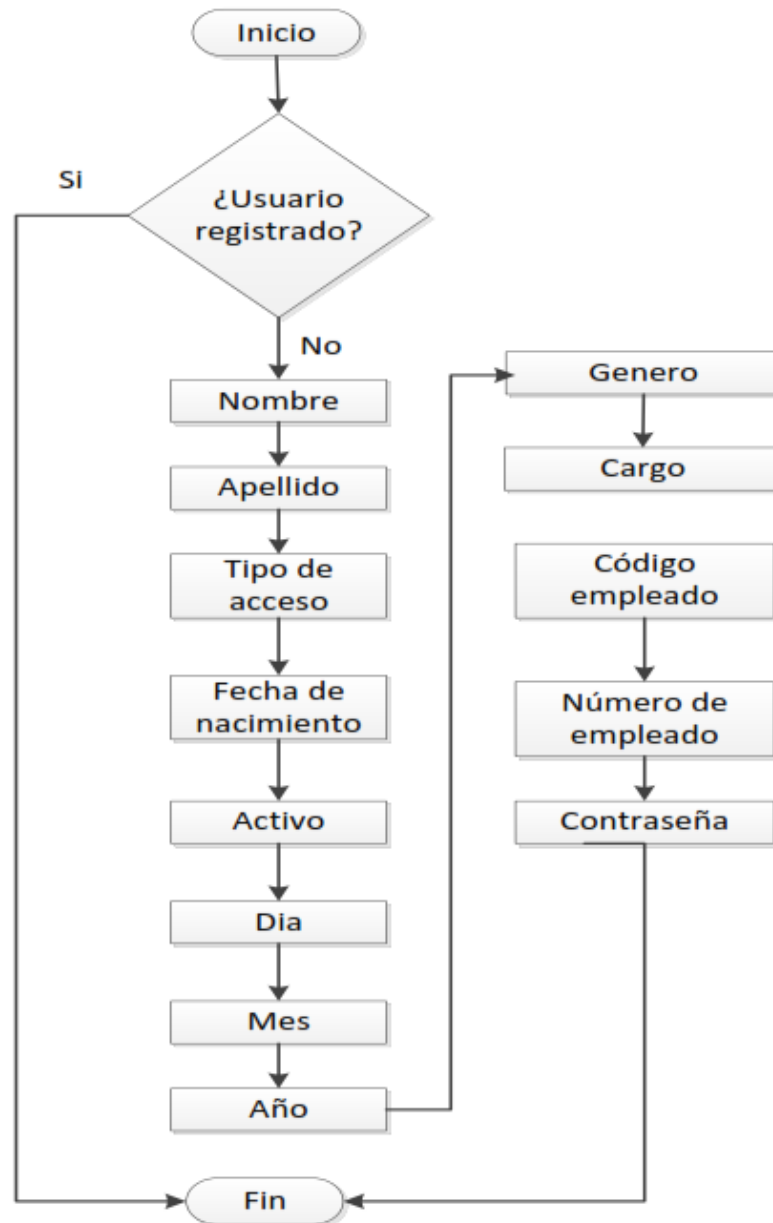 Inicio
Si
¿Usuario
registrado?
No
Nombre
Apellido
Tipo de
acceso
Fecha de
nacimiento
Activo
Dia
Mes
Año
Genero
Cargo
Código
empleado
Número de
empleado
Contraseña
Fin